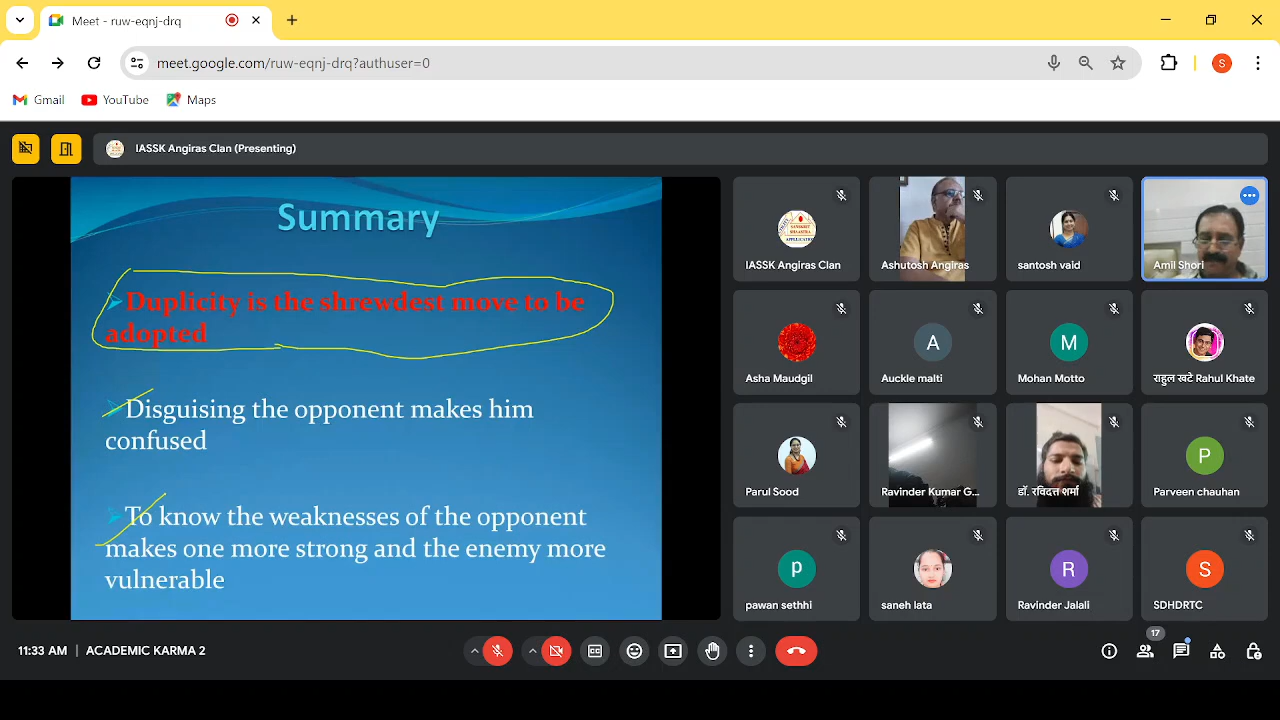 Meet - ruw-eqnj-drq
meet.google.com/ruw-eqnj-drq?authuser=0
S
Gmail
YouTube
Maps
IASSK Angiras Clan (Presenting)
Summary
Duplicity is the shrewdest move to be
adopted
Disguising the opponent makes him
confused
To know the weaknesses of the opponent
makes one more strong and the enemy more
vulnerable
SANSKRIT
SHAASTRA
APPLICATION
IASSK Angiras Clan
Ashutosh Angiras
santosh vaid
Amil Shori
Asha Maudgil
A
Auckle malti
M
Mohan Motto
राहुल खटे Rahul Khate
Parul Sood
Ravinder Kumar G...
डॉ. रविदत्त शर्मा
P
Parveen chauhan
p
pawan sethhi
saneh lata
R
Ravinder Jalali
S
SDHDRTC
11:33 AM | ACADEMIC KARMA 2
17